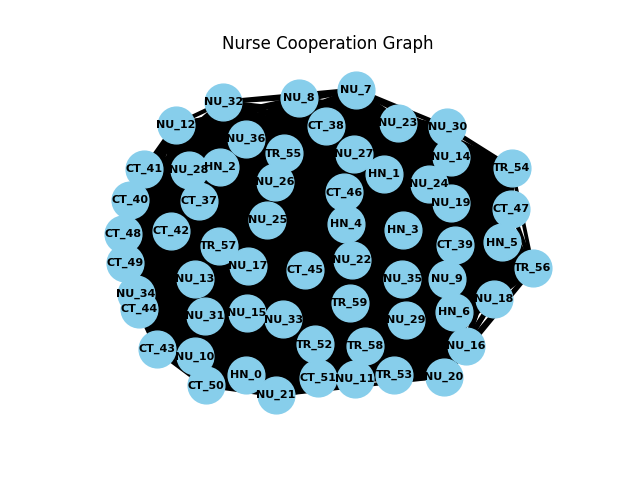 Nurse Cooperation Graph
NU_7
NU_8
NU_32
NU_12
NU_23
NU_30
CT_38
NU_36
TR_55
NU_27
NU_14
CT_41
NU_28
HN_2
HN_1
TR_54
NU_26
NU_24
CT_46
CT_40
CT_37
NU_19
CT_47
NU_25
HN_4
CT_48
CT_42
HN_3
TR_57
CT_39
HN_5
CT_49
NU_17
CT_45
NU_22
TR_56
NU_13
NU_35
NU_9
NU_34
CT_44
NU_18
TR_59
NU_31
NU_15
NU_33
NU_29
HN_6
CT_43
NU_10
TR_52
TR_58
NU_16
CT_50
HN_0
CT_51
NU_11
TR_53
NU_20
NU_21